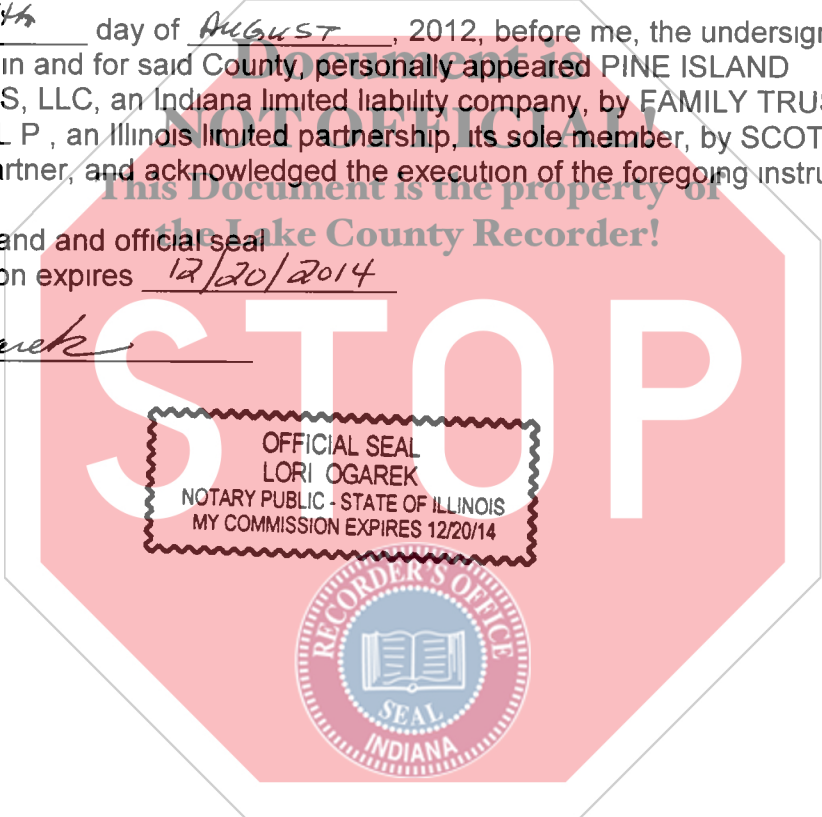 day of August, 2012, before me, the undersign
in and for said County, personally appeared PINE ISLAND
S, LLC, an Indiana limited liability company, by FAMILY TRUS
L P , an Illinois limited partnership, its sole member, by SCOT
artner, and acknowledged the execution of the foregoing instru
and and official seal
on expires 12/20/2014
arek
Document is
NOT OFFICIAL!
This Document is the property of
the Lake County Recorder!
STOP
OFFICIAL SEAL
LORI OGAREK
NOTARY PUBLIC - STATE OF ILLINOIS
MY COMMISSION EXPIRES 12/20/14
RECORDER'S OFFICE
SEAL
INDIANA